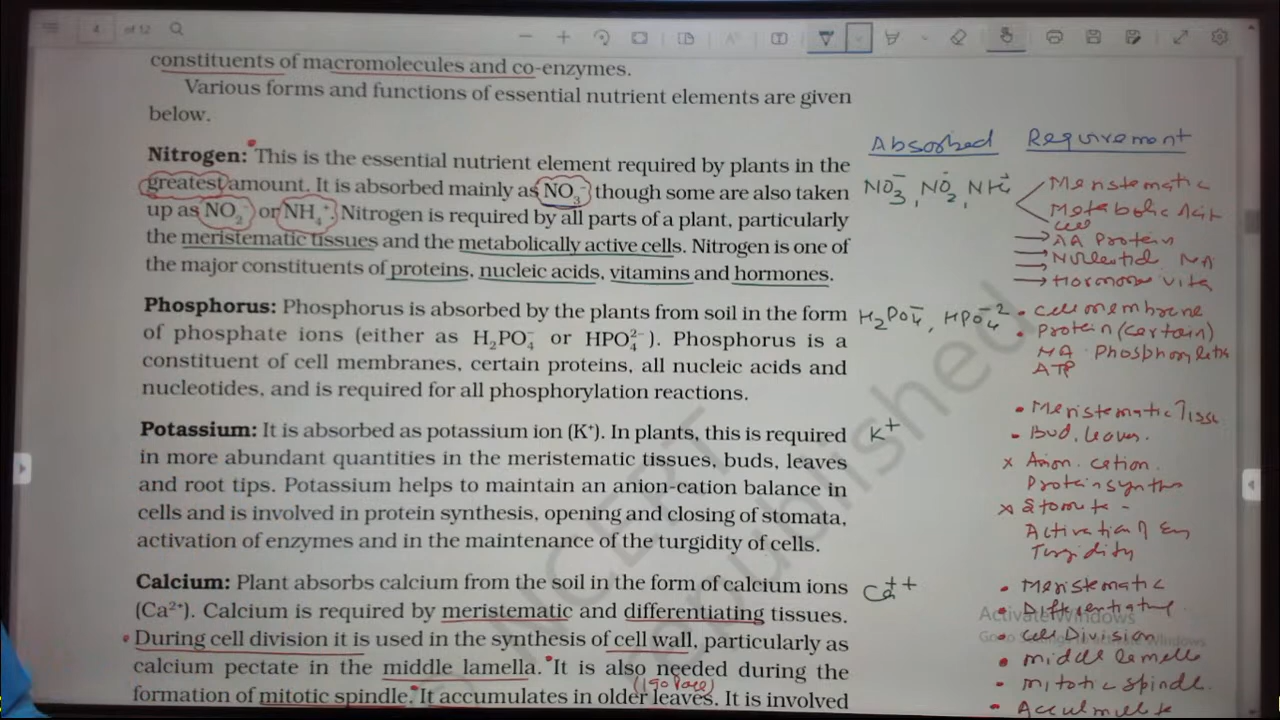 4 of 12
constituents of macromolecules and co-enzymes.
Various forms and functions of essential nutrient elements are given
below.
Absorbed Requirement
Nitrogen: This is the essential nutrient element required by plants in the
greatest amount. It is absorbed mainly as NO₃⁻ though some are also taken
up as NO₂⁻ or NH₄⁺. Nitrogen is required by all parts of a plant, particularly
the meristematic tissues and the metabolically active cells. Nitrogen is one of
the major constituents of proteins, nucleic acids, vitamins and hormones.
NO₃⁻, NO₂⁻,
Meristematic
Metabolic
cell
AA Protein
NA
Hormone vita
Phosphorus: Phosphorus is absorbed by the plants from soil in the form
of phosphate ions (either as H₂PO₄⁻ or HPO₄²⁻). Phosphorus is a
constituent of cell membranes, certain proteins, all nucleic acids and
nucleotides, and is required for all phosphorylation reactions.
H₂PO₄⁻, HPO₄⁻²
• cell membrane
• Protein (certain)
NA
ATP
Potassium: It is absorbed as potassium ion (K⁺). In plants, this is required
in more abundant quantities in the meristematic tissues, buds, leaves
and root tips. Potassium helps to maintain an anion-cation balance in
cells and is involved in protein synthesis, opening and closing of stomata,
activation of enzymes and in the maintenance of the turgidity of cells.
K⁺
• Meristematic Tissu
• Bud, leaves.
x Anion. cation.
Protein synths
x
Activation of En
Turgidity
Calcium: Plant absorbs calcium from the soil in the form of calcium ions
(Ca²⁺). Calcium is required by meristematic and differentiating tissues.
• During cell division it is used in the synthesis of cell wall, particularly as
calcium pectate in the middle lamella. It is also needed during the
(190 Page)
formation of mitotic spindle. It accumulates in older leaves. It is involved
Ca⁺⁺
• Meristematic
•
• cell Division
•
• mitotic spindle.
•
Activate Windows
NCERT
published